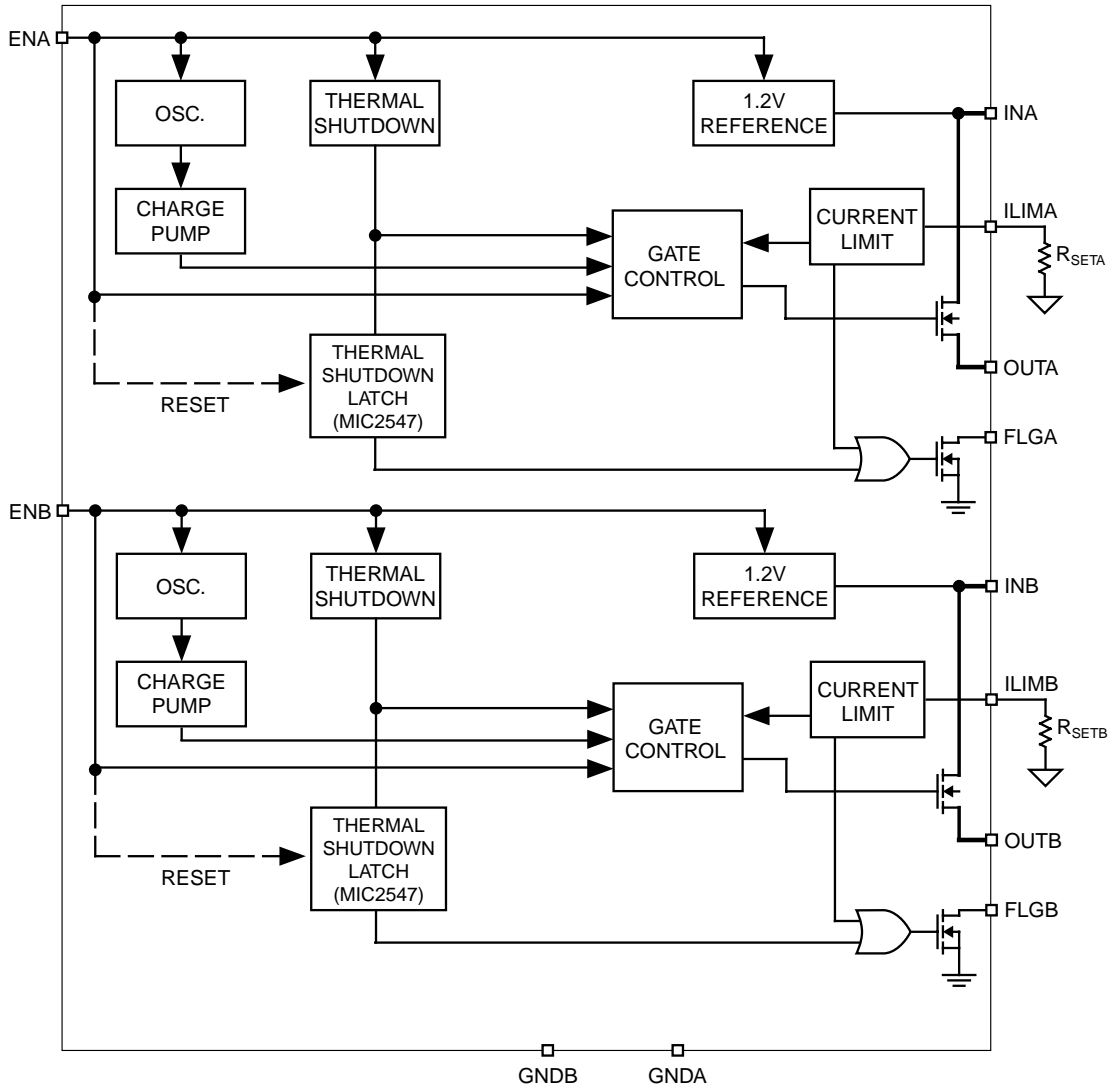 ENA
OSC.
THERMAL
SHUTDOWN
1.2V
REFERENCE
INA
CHARGE
PUMP
GATE
CONTROL
CURRENT
LIMIT
ILIMA
RSETA
THERMAL
SHUTDOWN
LATCH
(MIC2547)
RESET
OUTA
FLGA
ENB
OSC.
THERMAL
SHUTDOWN
1.2V
REFERENCE
INB
CHARGE
PUMP
GATE
CONTROL
CURRENT
LIMIT
ILIMB
RSETB
THERMAL
SHUTDOWN
LATCH
(MIC2547)
RESET
OUTB
FLGB
GNDB
GNDA